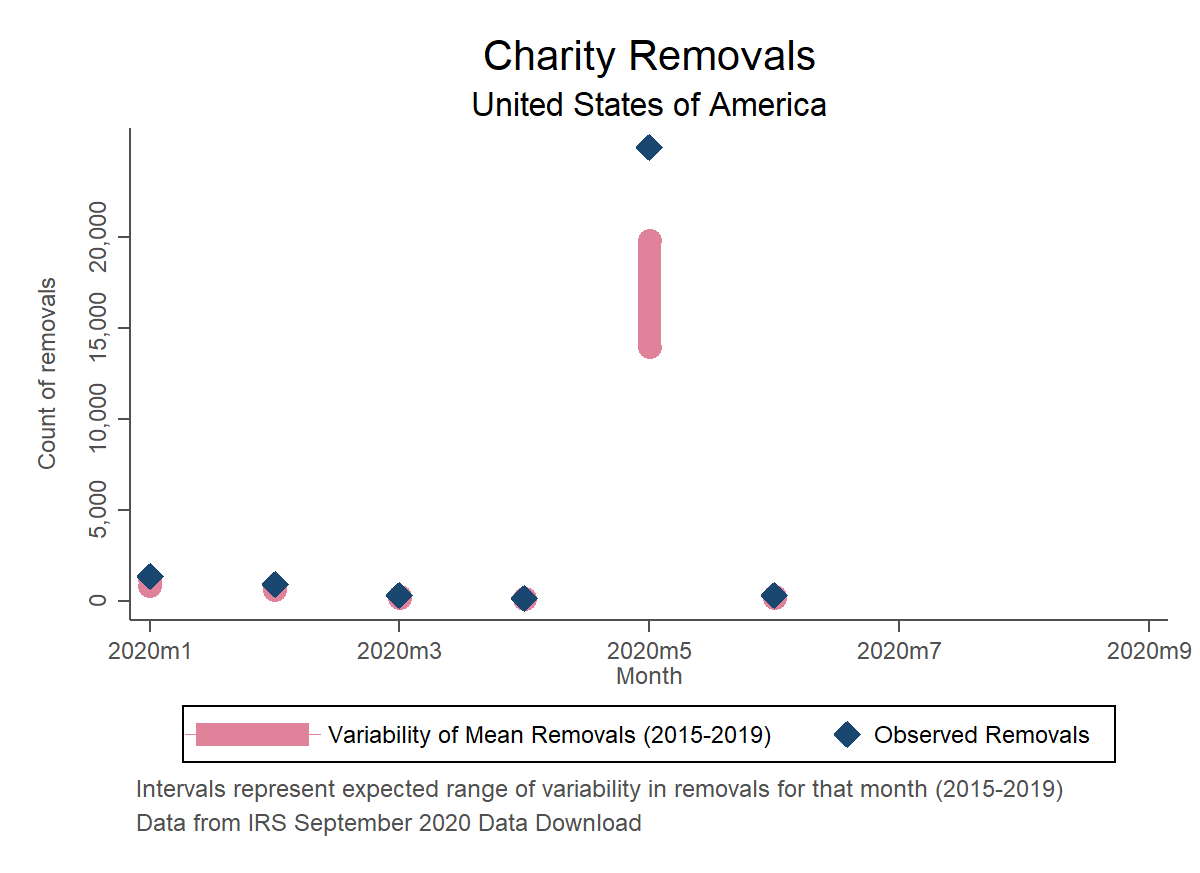 Charity Removals
United States of America
Count of removals
20,000
15,000
10,000
5,000
0
2020m1 2020m3 2020m5 2020m7 2020m9
Month
Variability of Mean Removals (2015-2019) Observed Removals
Intervals represent expected range of variability in removals for that month (2015-2019)
Data from IRS September 2020 Data Download